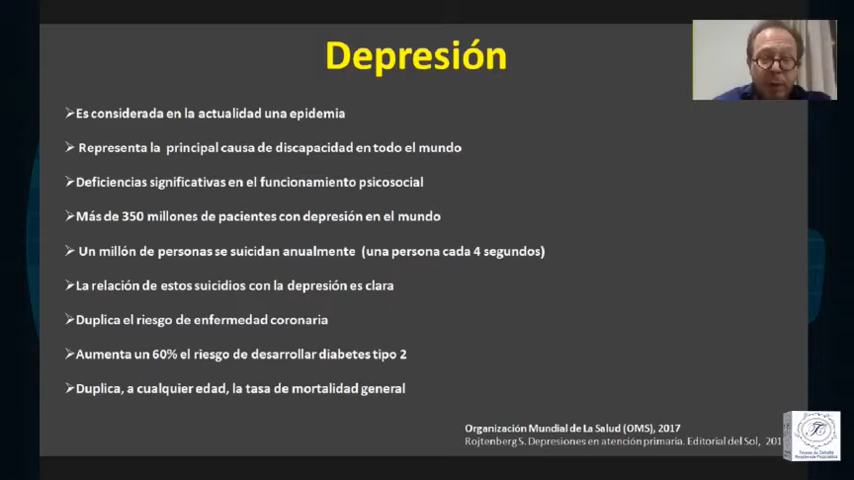 Depresión
➢Es considerada en la actualidad una epidemia
➢ Representa la principal causa de discapacidad en todo el mundo
➢Deficiencias significativas en el funcionamiento psicosocial
➢Más de 350 millones de pacientes con depresión en el mundo
➢ Un millón de personas se suicidan anualmente (una persona cada 4 segundos)
➢La relación de estos suicidios con la depresión es clara
➢Duplica el riesgo de enfermedad coronaria
➢Aumenta un 60% el riesgo de desarrollar diabetes tipo 2
➢Duplica, a cualquier edad, la tasa de mortalidad general
Organización Mundial de La Salud (OMS), 2017
Rojtenberg S. Depresiones en atención primaria. Editorial del Sol, 201